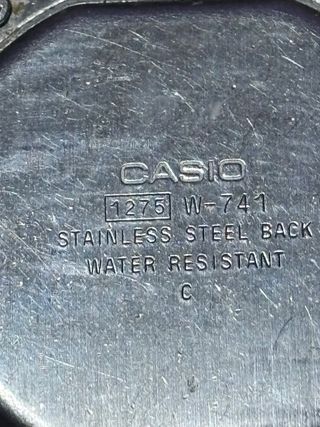 CASIO
1275 W-741
STAINLESS STEEL BACK
WATER RESISTANT
C